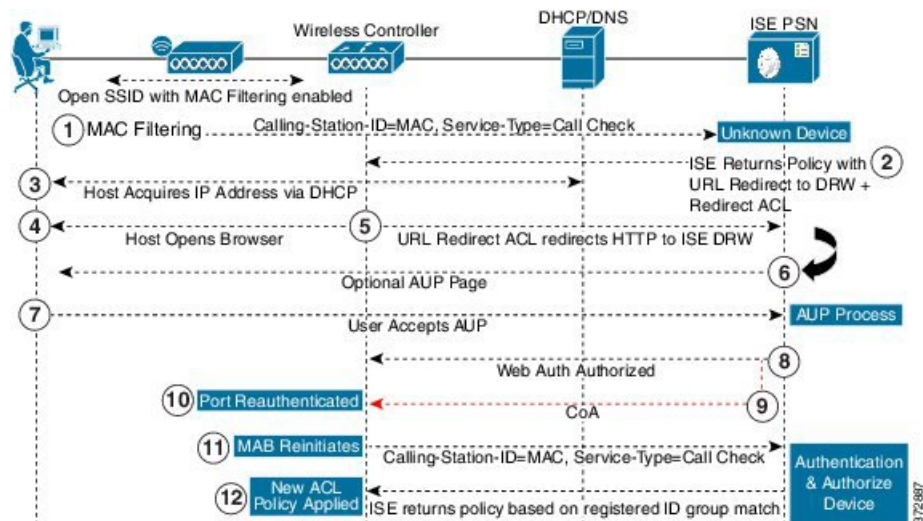 DHCP/DNS
ISE PSN
Wireless Controller
Open SSID with MAC Filtering enabled
1 MAC Filtering
Calling-Station-ID=MAC, Service-Type=Call Check
Unknown Device
2
ISE Returns Policy with
URL Redirect to DRW +
Redirect ACL
3
Host Acquires IP Address via DHCP
4
Host Opens Browser
5
URL Redirect ACL redirects HTTP to ISE DRW
6
Optional AUP Page
7
User Accepts AUP
AUP Process
8
Web Auth Authorized
9
CoA
10 Port Reauthenticated
11 MAB Reinitiates
Calling-Station-ID=MAC, Service-Type=Call Check
Authentication
& Authorize
Device
12
New ACL
Policy Applied
ISE returns policy based on registered ID group match
375887